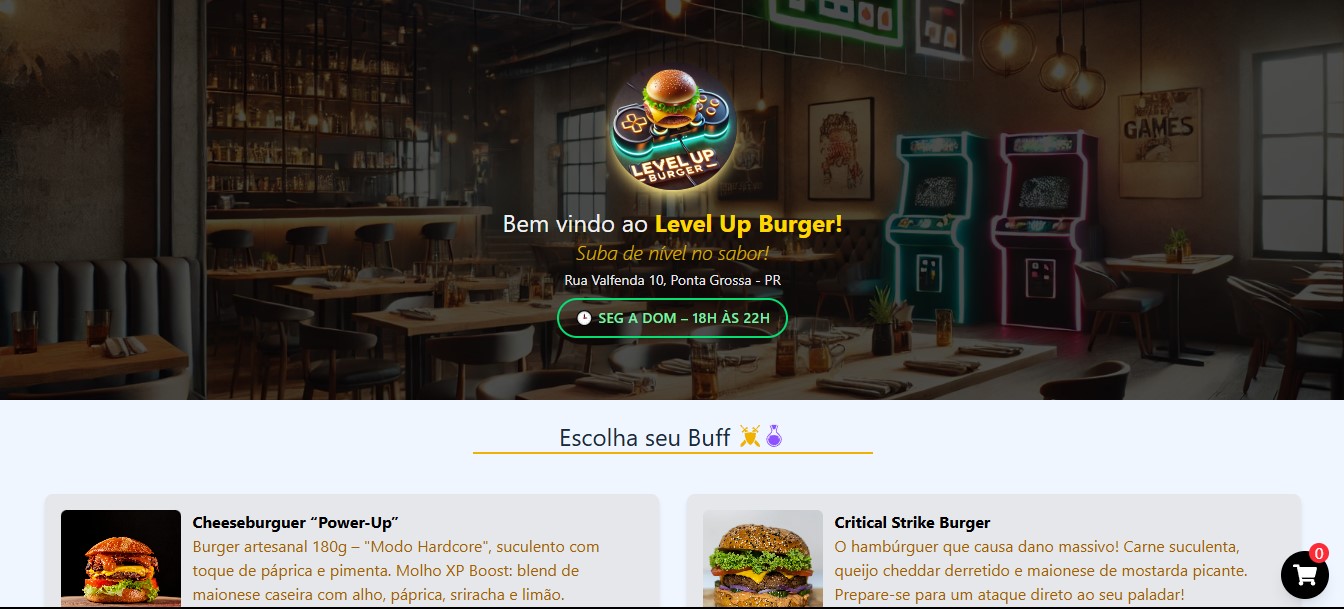 LEVEL UP
BURGER
GAMES
Bem vindo ao Level Up Burger!
Suba de nível no sabor!
Rua Valfenda 10, Ponta Grossa - PR
SEG A DOM – 18H ÀS 22H
Escolha seu Buff
Cheeseburguer “Power-Up”
Burger artesanal 180g – "Modo Hardcore", suculento com
toque de páprica e pimenta. Molho XP Boost: blend de
maionese caseira com alho, páprica, sriracha e limão.
Critical Strike Burger
O hambúrguer que causa dano massivo! Carne suculenta,
queijo cheddar derretido e maionese de mostarda picante.
Prepare-se para um ataque direto ao seu paladar!
0